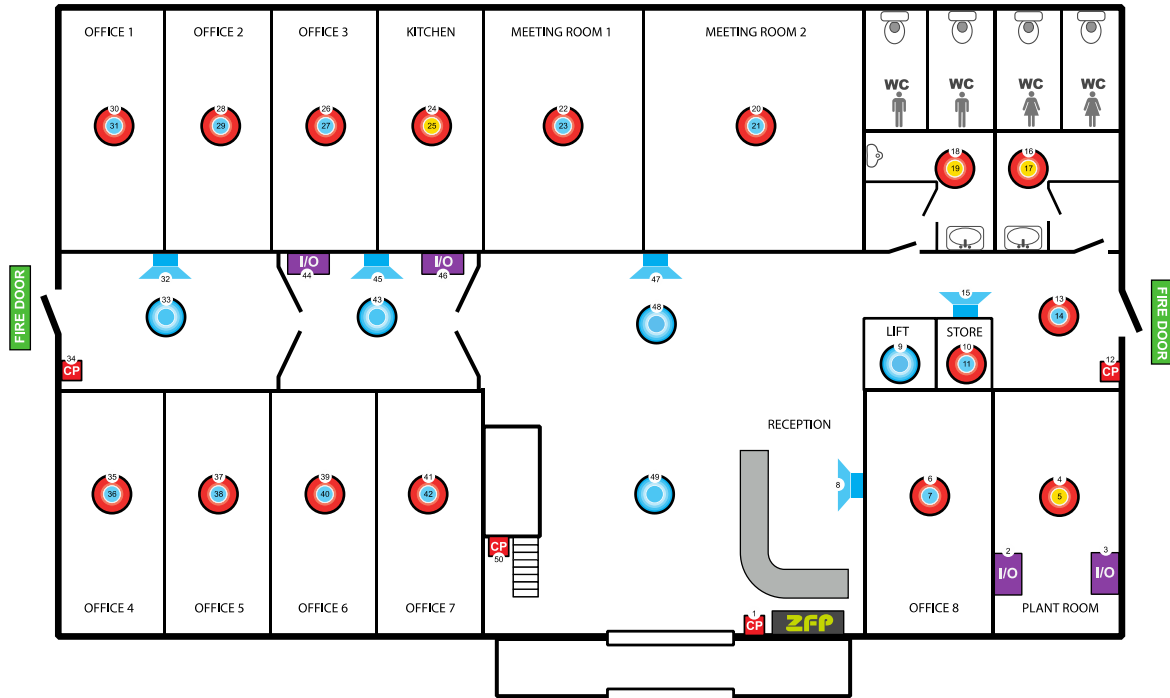 OFFICE 1
OFFICE 2
OFFICE 3
KITCHEN
MEETING ROOM 1
MEETING ROOM 2
WC
WC
WC
WC
30
31
28
29
26
27
24
25
22
23
20
21
18
19
16
17
FIRE DOOR
32
33
I/O
44
45
I/O
46
43
47
48
15
13
14
FIRE DOOR
LIFT
9
STORE
10
11
34
CP
12
CP
RECEPTION
35
36
37
38
39
40
41
42
49
8
6
7
4
5
CP
50
2
I/O
3
I/O
OFFICE 4
OFFICE 5
OFFICE 6
OFFICE 7
1
CP
ZFP
OFFICE 8
PLANT ROOM